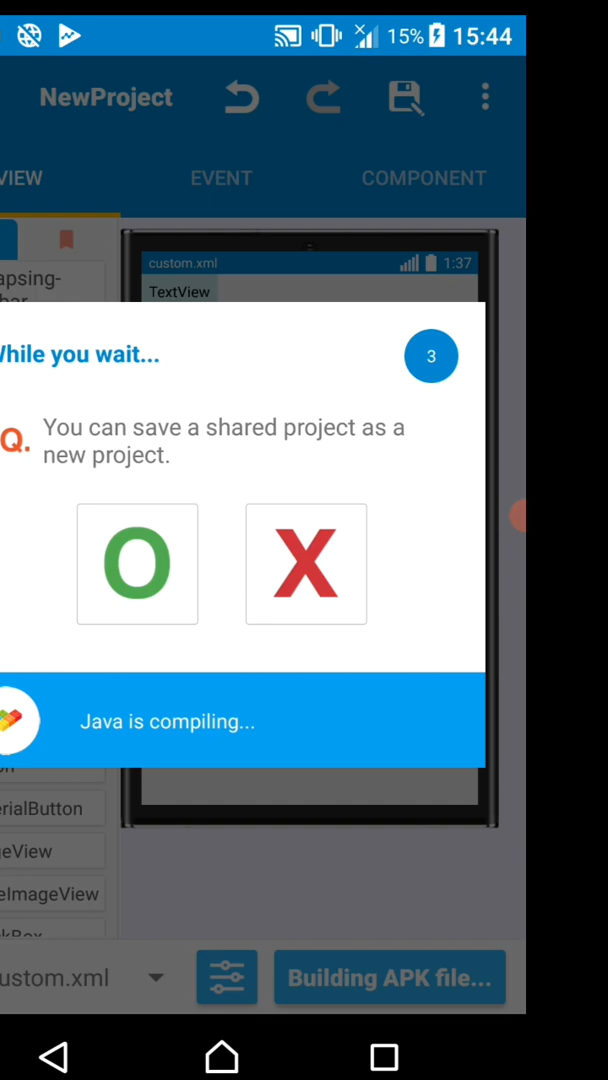 15% 15:44
NewProject
VIEW EVENT COMPONENT
apsing-
custom.xml 1:37
TextView
While you wait...
3
Q. You can save a shared project as a
new project.
O X
Java is compiling...
erialButton
geView
eImageView
ustom.xml
Building APK file...